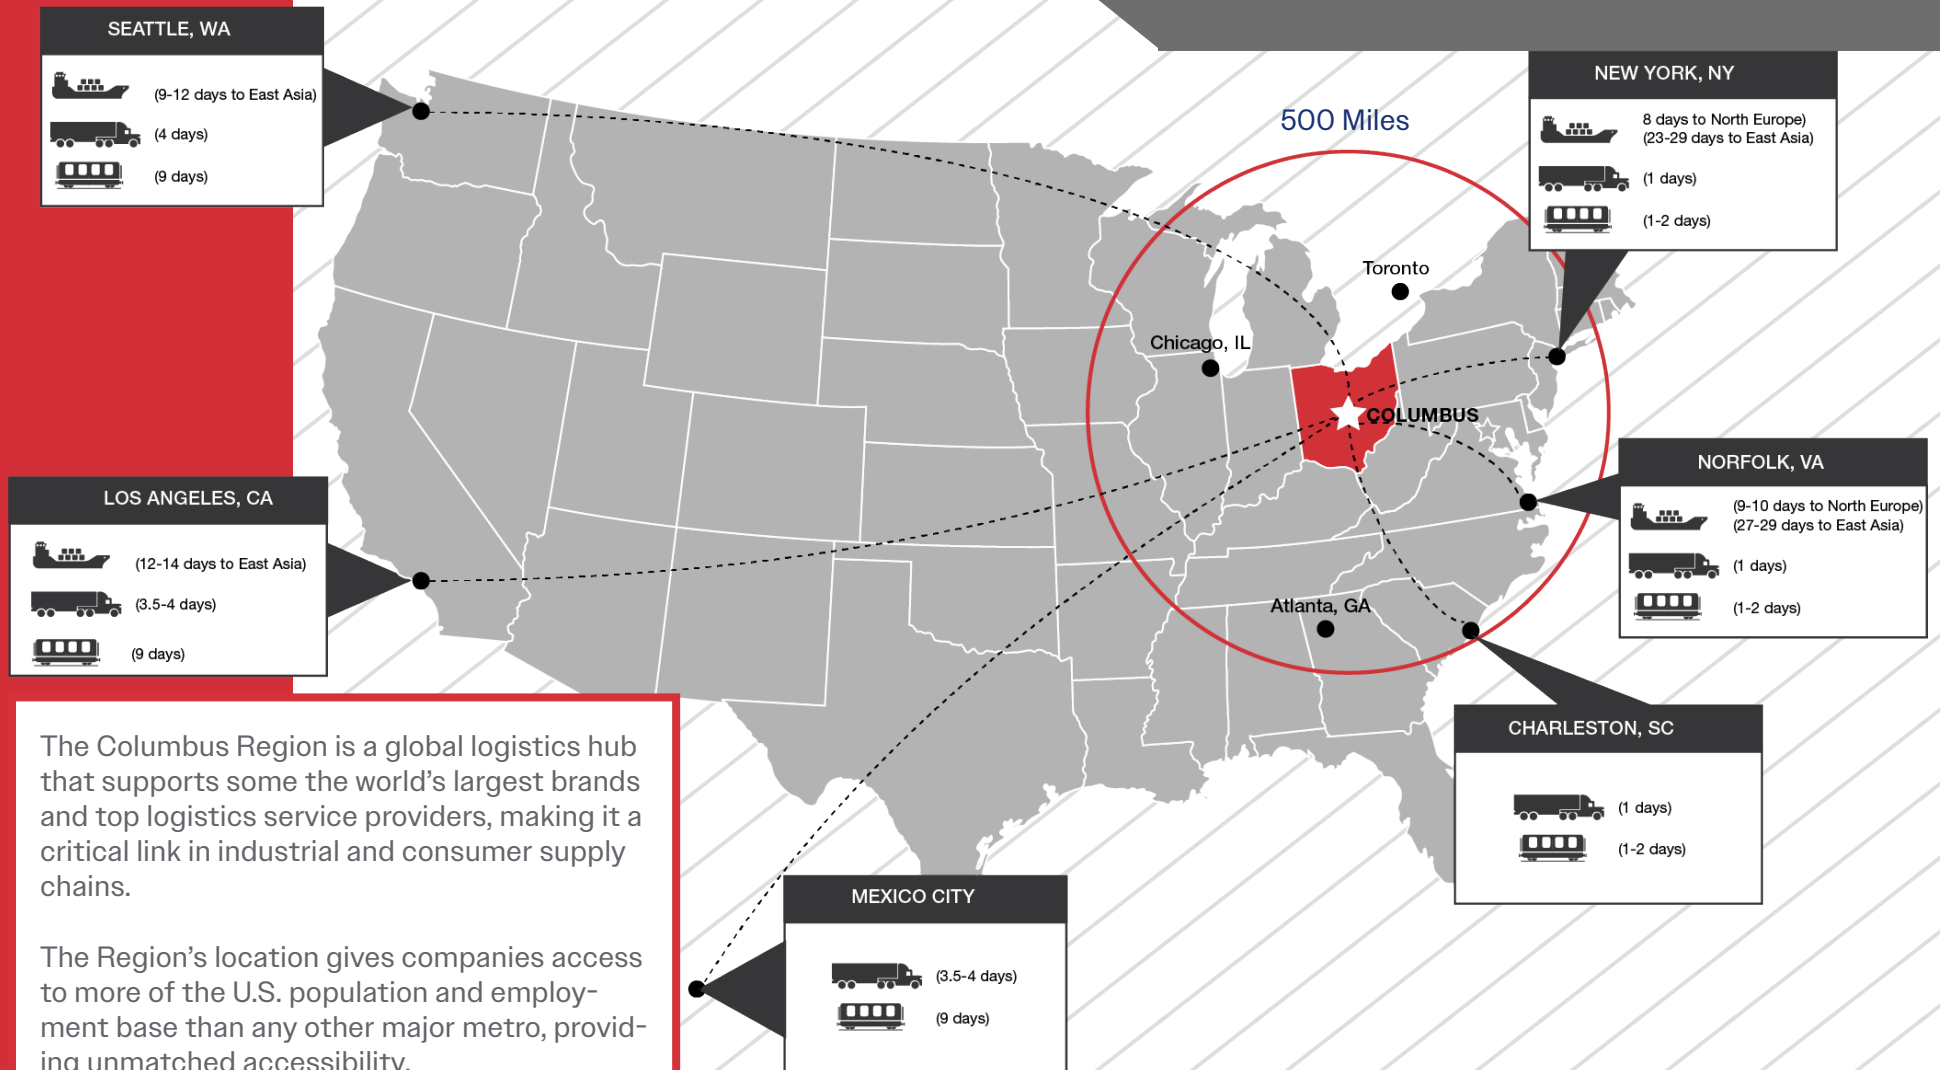 SEATTLE, WA
(9-12 days to East Asia)
(4 days)
(9 days)
NEW YORK, NY
8 days to North Europe)
(23-29 days to East Asia)
(1 days)
(1-2 days)
500 Miles
Toronto
Chicago, IL
COLUMBUS
Atlanta, GA
NORFOLK, VA
(9-10 days to North Europe)
(27-29 days to East Asia)
(1 days)
(1-2 days)
LOS ANGELES, CA
(12-14 days to East Asia)
(3.5-4 days)
(9 days)
CHARLESTON, SC
(1 days)
(1-2 days)
MEXICO CITY
(3.5-4 days)
(9 days)
The Columbus Region is a global logistics hub
that supports some the world's largest brands
and top logistics service providers, making it a
critical link in industrial and consumer supply
chains.
The Region's location gives companies access
to more of the U.S. population and employ-
ment base than any other major metro, provid-
ing unmatched accessibility.